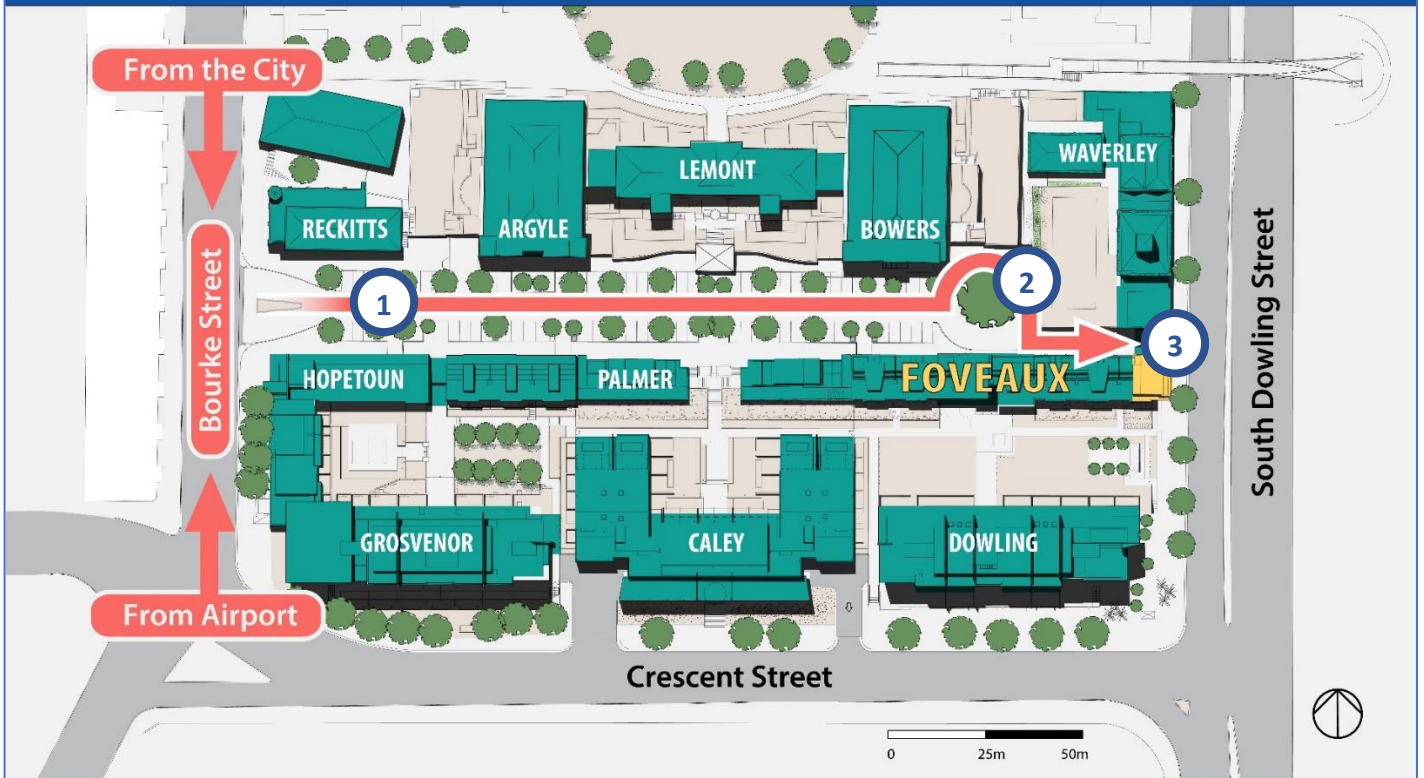 From the City
WAVERLEY
LEMONT
RECKITTS
ARGYLE
BOWERS
1
2
3
Bourke Street
South Dowling Street
HOPETOUN
PALMER
FOVEAUX
GROSVENOR
CALEY
DOWLING
From Airport
Crescent Street
0 25m 50m